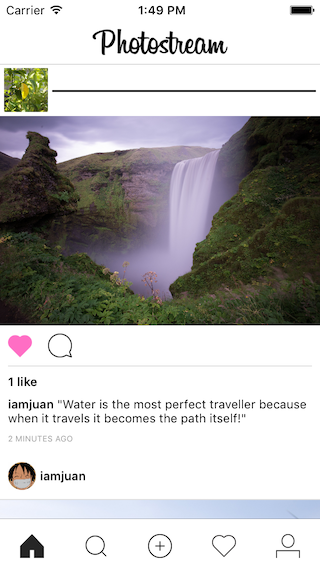 Carrier 1:49 PM
Photostream
1 like
iamjuan "Water is the most perfect traveller because
when it travels it becomes the path itself!"
2 MINUTES AGO
iamjuan